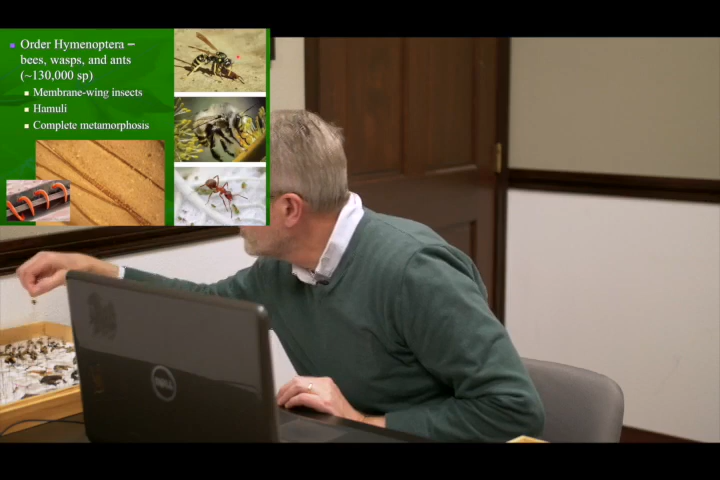 Order Hymenoptera –
bees, wasps, and ants
(~130,000 sp)
Membrane-wing insects
Hamuli
Complete metamorphosis
DELL